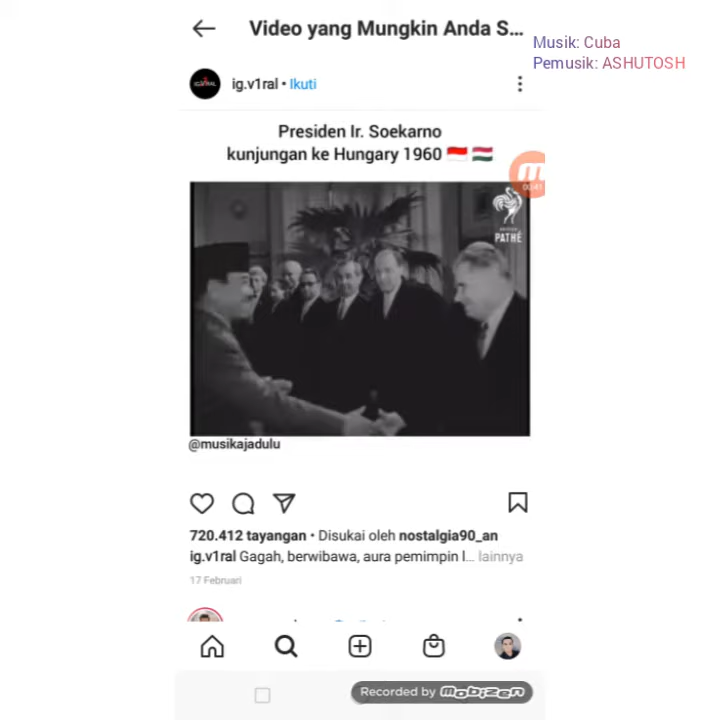 Video yang Mungkin Anda S...
Musik: Cuba
Pemusik: ASHUTOSH
ig.v1ral • Ikuti
Presiden Ir. Soekarno
kunjungan ke Hungary 1960 🇮🇩 🇭🇺
00:41
PATHÉ
@musikajadulu
720.412 tayangan • Disukai oleh nostalgia90_an
ig.v1ral Gagah, berwibawa, aura pemimpin l... lainnya
17 Februari
Recorded by mobizen